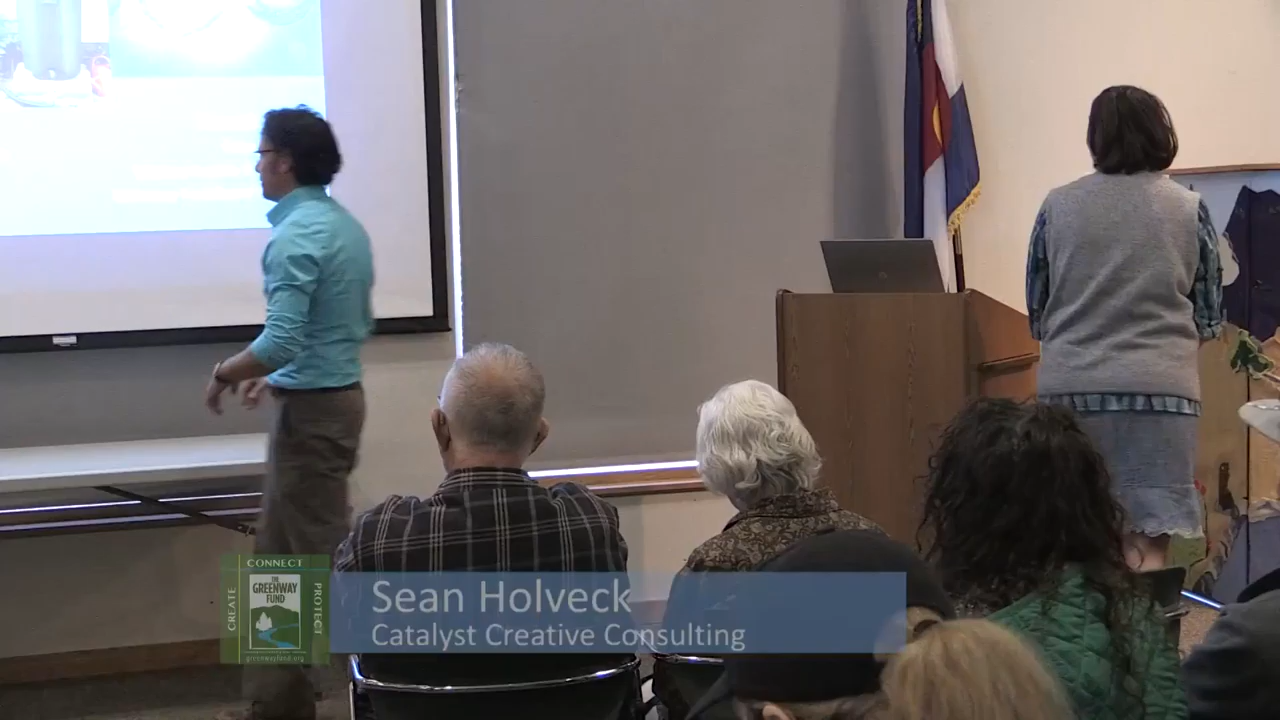 CONNECT
CREATE
THE
GREENWAY
FUND
PROTECT
greenwayfund.org
Sean Holveck
Catalyst Creative Consulting